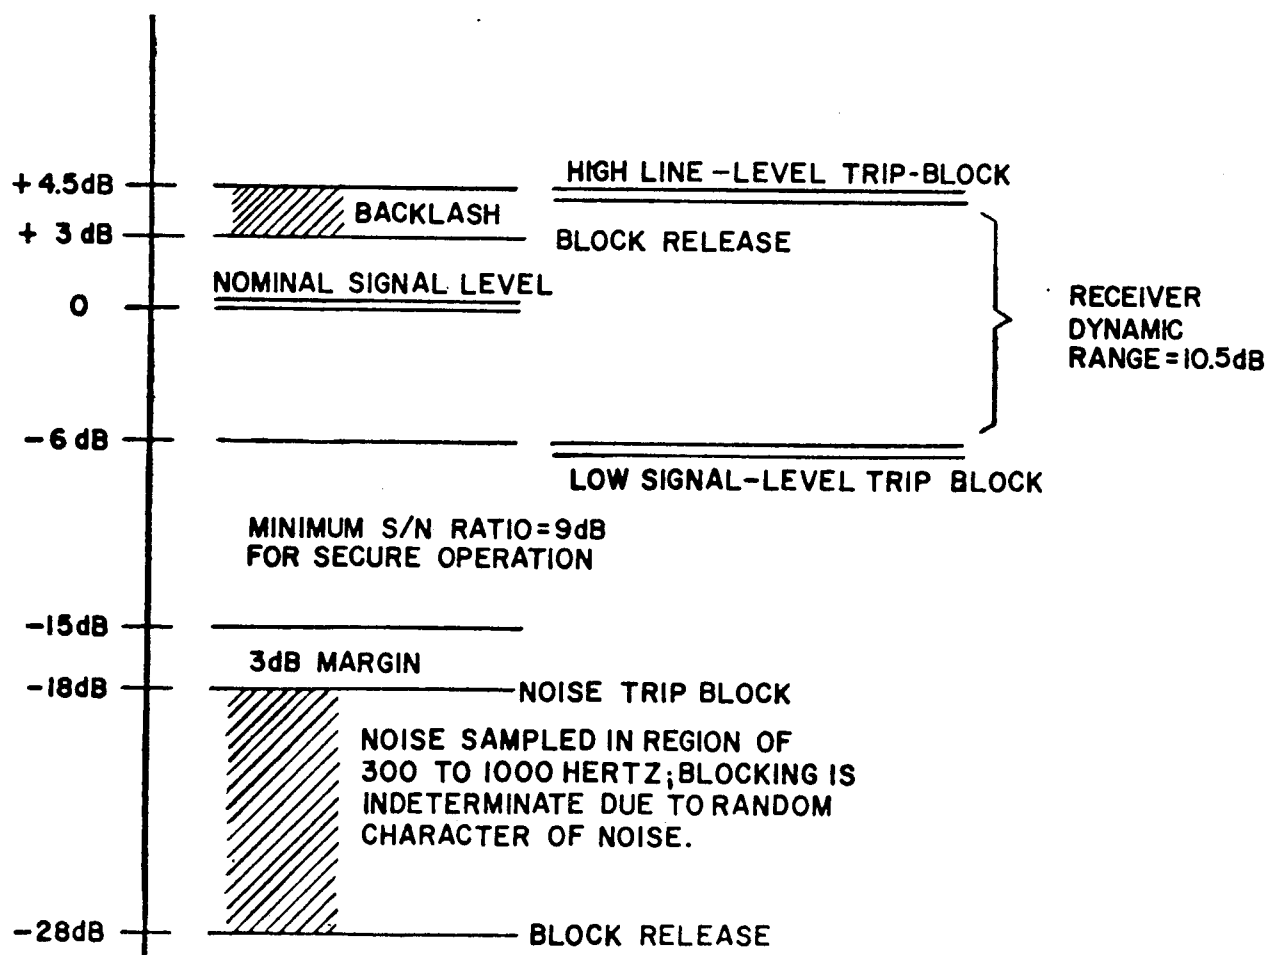 HIGH LINE-LEVEL TRIP-BLOCK
+ 4.5dB
BACKLASH
+ 3 dB
BLOCK RELEASE
NOMINAL SIGNAL LEVEL
0
RECEIVER
DYNAMIC
RANGE=10.5dB
-6 dB
LOW SIGNAL-LEVEL TRIP BLOCK
MINIMUM S/N RATIO=9dB
FOR SECURE OPERATION
-15dB
3dB MARGIN
-18dB
NOISE TRIP BLOCK
NOISE SAMPLED IN REGION OF
300 TO 1000 HERTZ;BLOCKING IS
INDETERMINATE DUE TO RANDOM
CHARACTER OF NOISE.
-28dB
BLOCK RELEASE